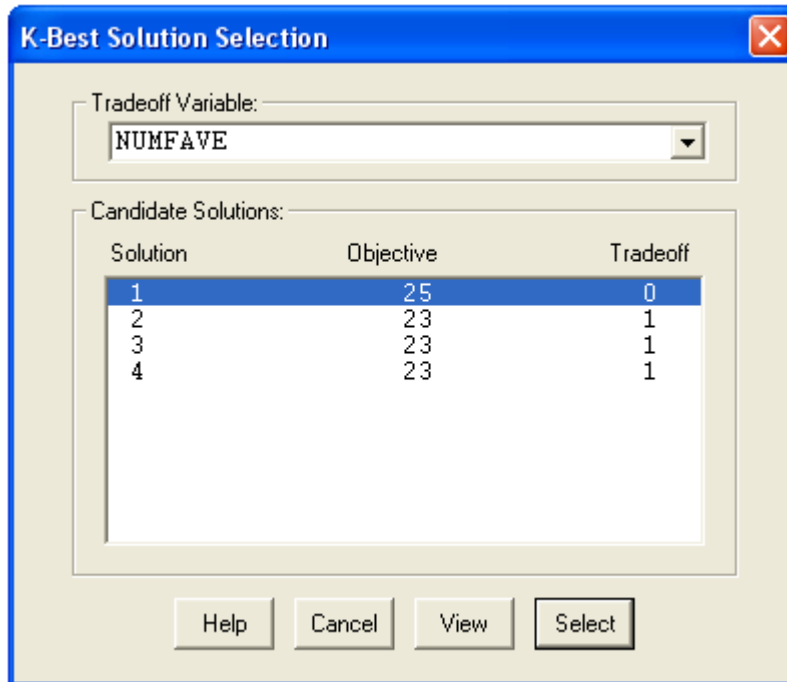 K-Best Solution Selection
Tradeoff Variable:
NUMFAVE
Candidate Solutions:
Solution Objective Tradeoff
1 25 0
2 23 1
3 23 1
4 23 1
Help Cancel View Select